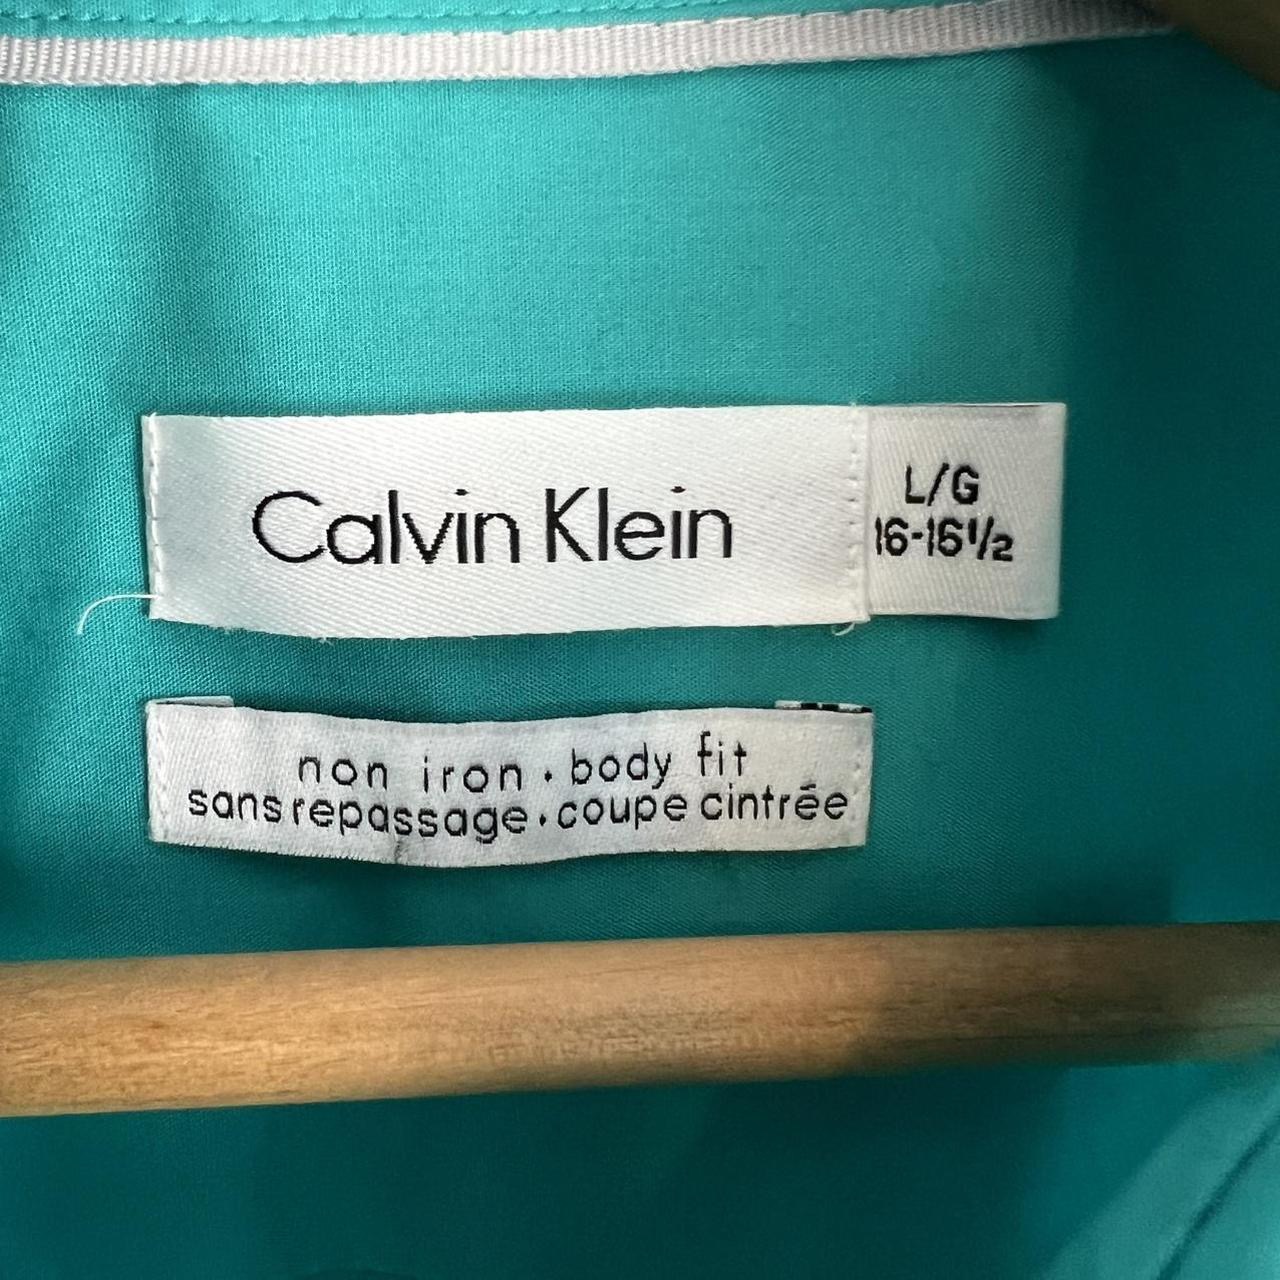 Calvin Klein
L/G
16-16½
non iron · body fit
sans repassage · coupe cintrée